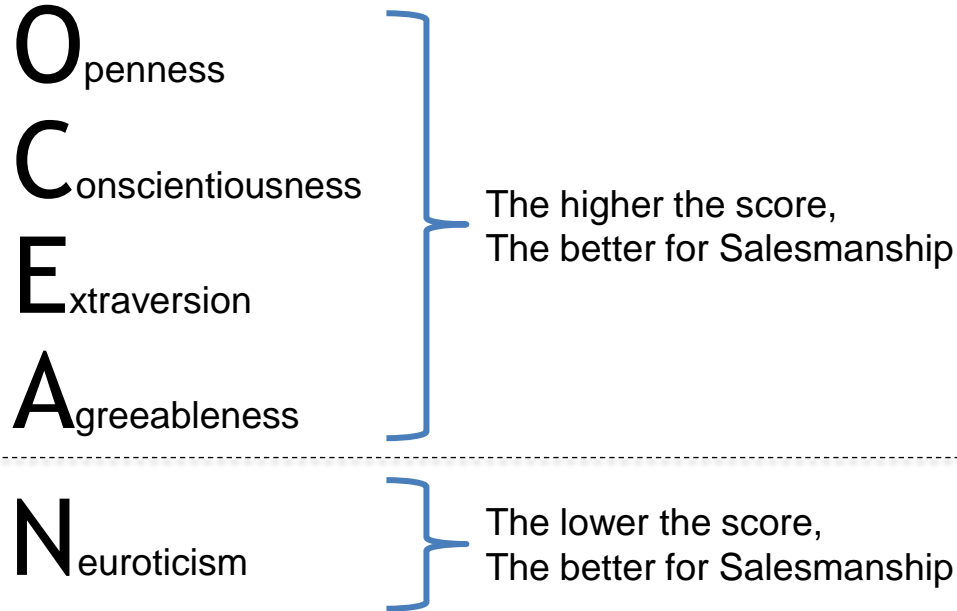 Openness
Conscientiousness
The higher the score,
The better for Salesmanship
Extraversion
Agreeableness
Neuroticism
The lower the score,
The better for Salesmanship